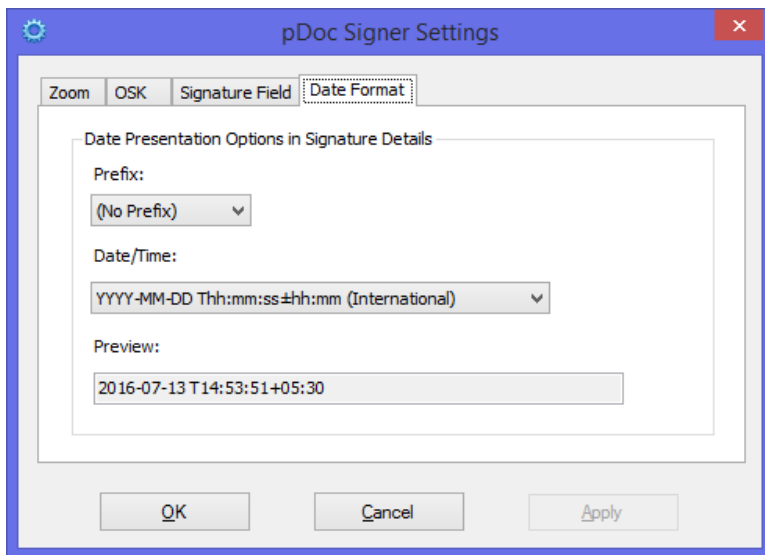 pDoc Signer Settings
Zoom OSK Signature Field Date Format
Date Presentation Options in Signature Details
Prefix:
(No Prefix)
Date/Time:
YYYY-MM-DD Thh:mm:ss±hh:mm (International)
Preview:
2016-07-13 T14:53:51+05:30
OK Cancel Apply